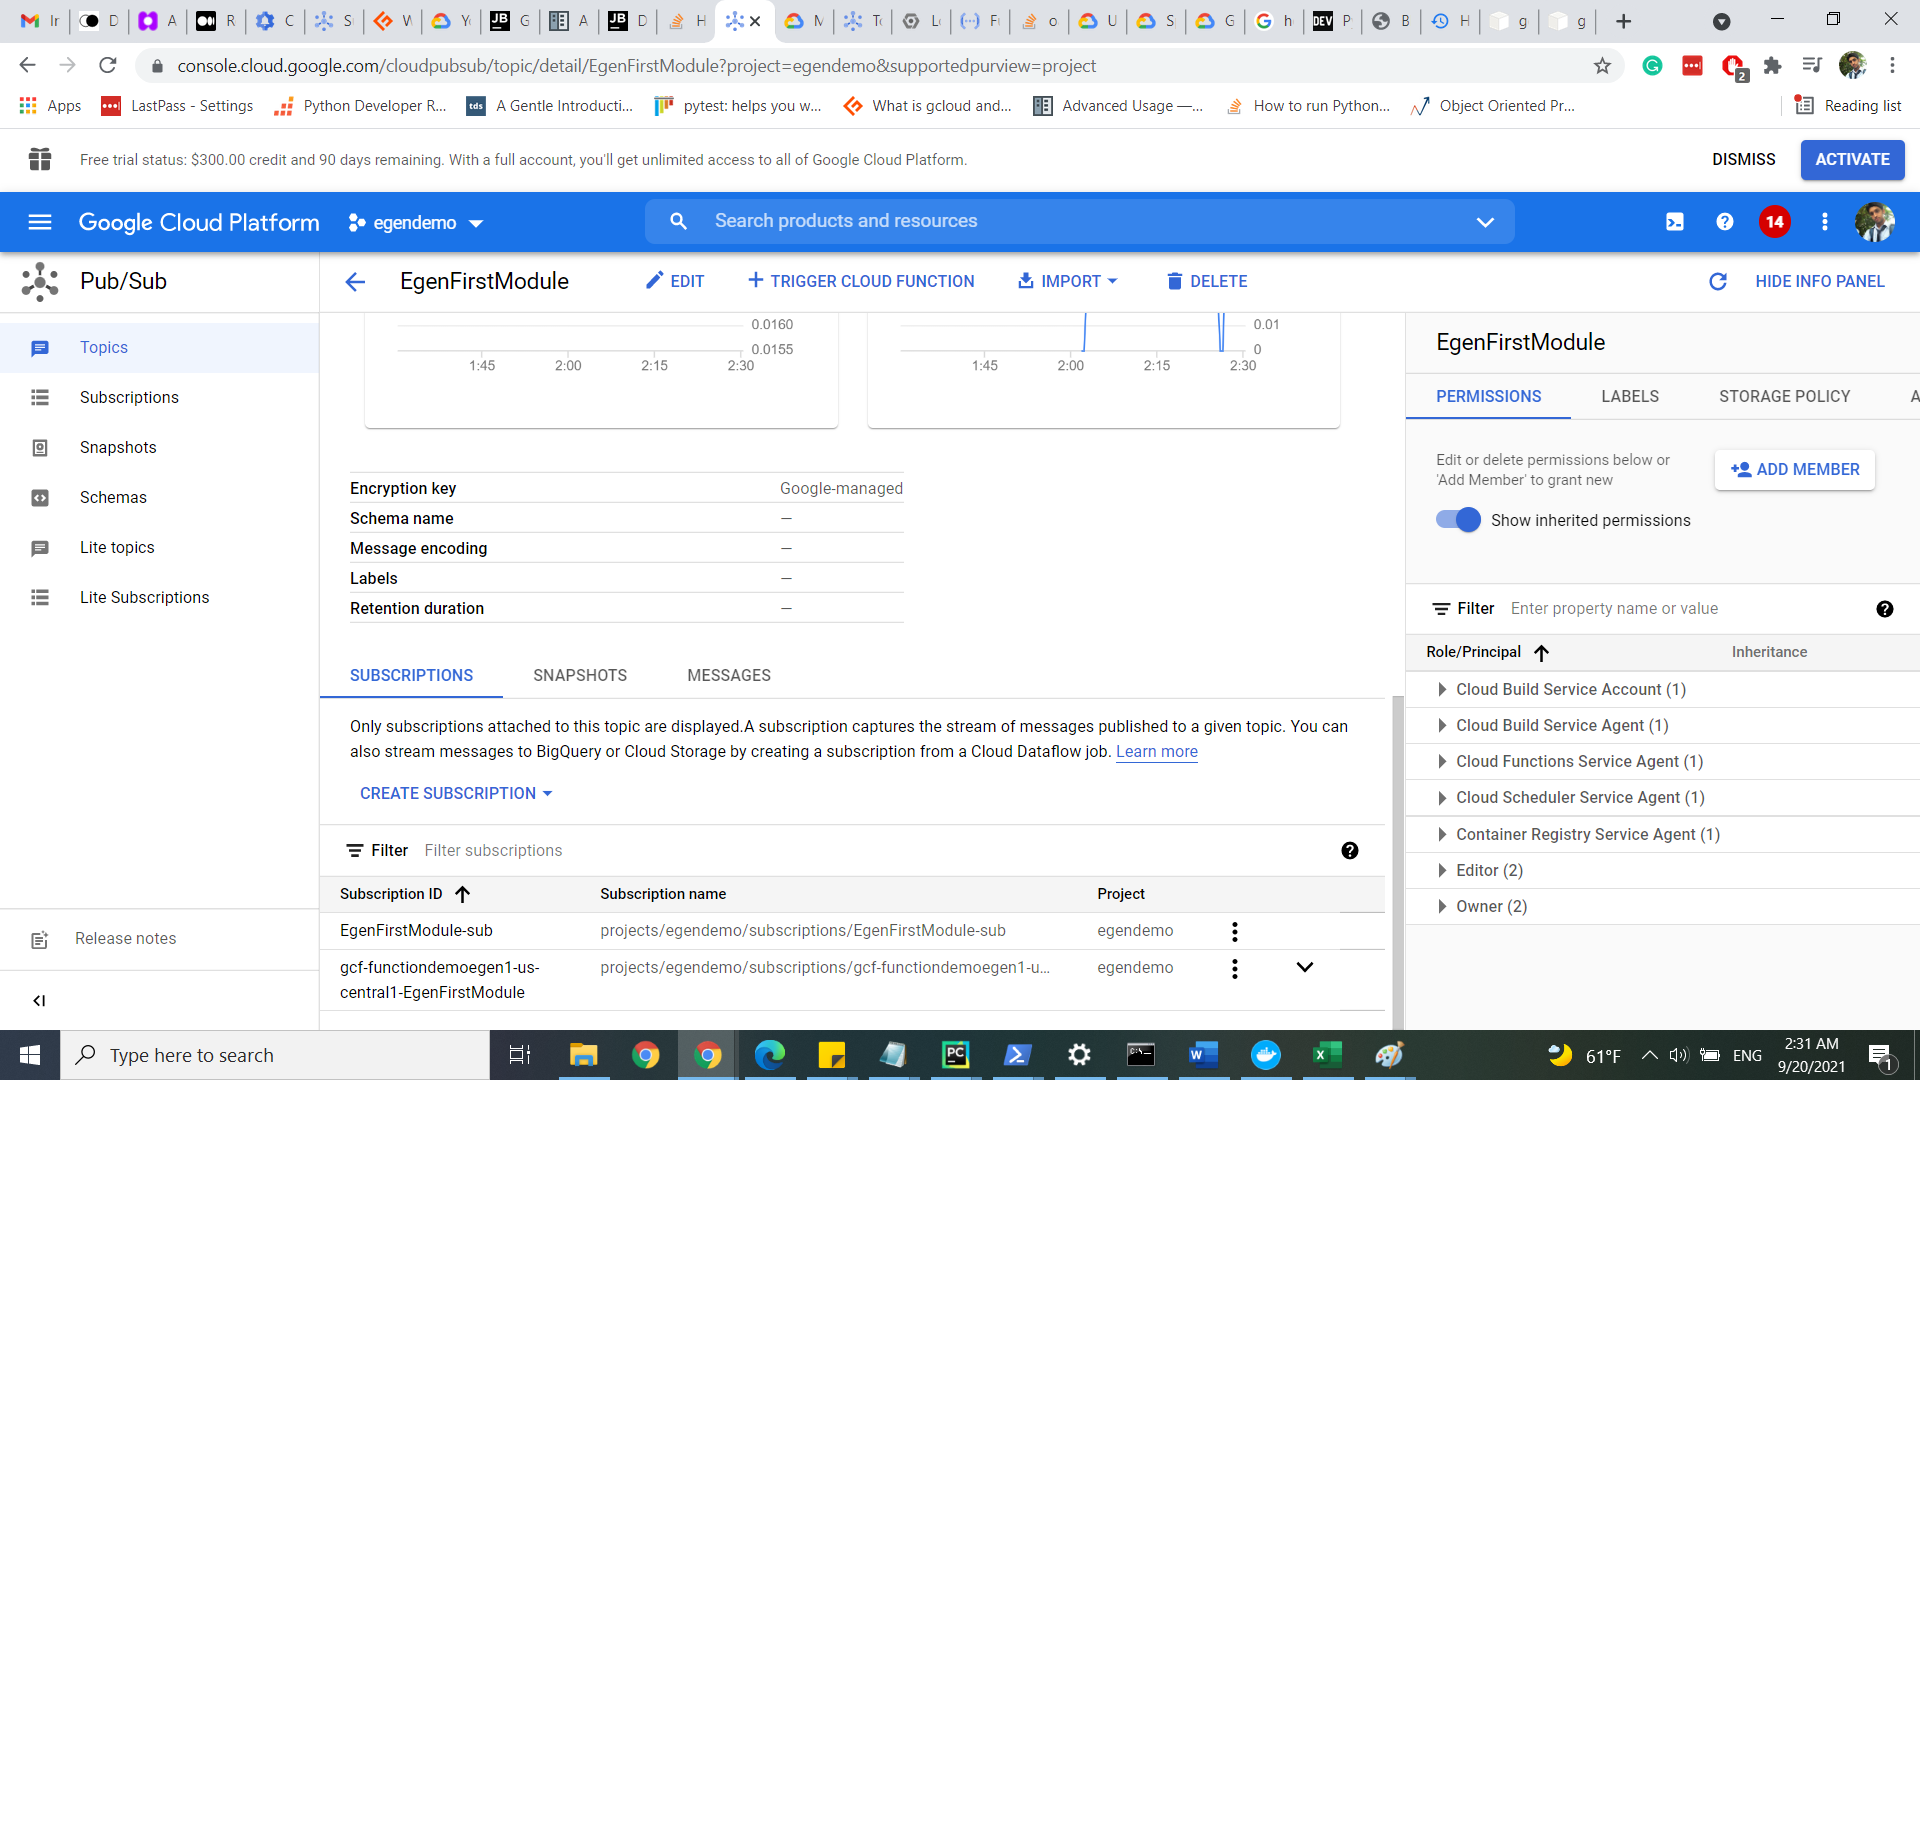 In D A R C S W Yo G A D H M To Lo Fu o U S G h P B H g g
console.cloud.google.com/cloudpubsub/topic/detail/EgenFirstModule?project=egendemo&supportedpurview=project
2
Apps LastPass - Settings Python Developer R... A Gentle Introducti... pytest: helps you w... What is gcloud and... Advanced Usage —... How to run Python... Object Oriented Pr... Reading list
Free trial status: $300.00 credit and 90 days remaining. With a full account, you'll get unlimited access to all of Google Cloud Platform.
DISMISS ACTIVATE
Google Cloud Platform egendemo Search products and resources 14
Pub/Sub
Topics
Subscriptions
Snapshots
Schemas
Lite topics
Lite Subscriptions
Release notes
EgenFirstModule EDIT TRIGGER CLOUD FUNCTION IMPORT DELETE HIDE INFO PANEL
0.0160
0.0155
1:45 2:00 2:15 2:30
0.01
0
1:45 2:00 2:15 2:30
Encryption key Google-managed
Schema name —
Message encoding —
Labels —
Retention duration —
SUBSCRIPTIONS SNAPSHOTS MESSAGES
Only subscriptions attached to this topic are displayed.A subscription captures the stream of messages published to a given topic. You can
also stream messages to BigQuery or Cloud Storage by creating a subscription from a Cloud Dataflow job. Learn more
CREATE SUBSCRIPTION
Filter Filter subscriptions
Subscription ID Subscription name Project
EgenFirstModule-sub projects/egendemo/subscriptions/EgenFirstModule-sub egendemo
gcf-functiondemoegen1-us- projects/egendemo/subscriptions/gcf-functiondemoegen1-u... egendemo
central1-EgenFirstModule
EgenFirstModule
PERMISSIONS LABELS STORAGE POLICY A
Edit or delete permissions below or
'Add Member' to grant new
ADD MEMBER
Show inherited permissions
Filter Enter property name or value
Role/Principal Inheritance
Cloud Build Service Account (1)
Cloud Build Service Agent (1)
Cloud Functions Service Agent (1)
Cloud Scheduler Service Agent (1)
Container Registry Service Agent (1)
Editor (2)
Owner (2)
Type here to search
61°F ENG
2:31 AM
9/20/2021
1